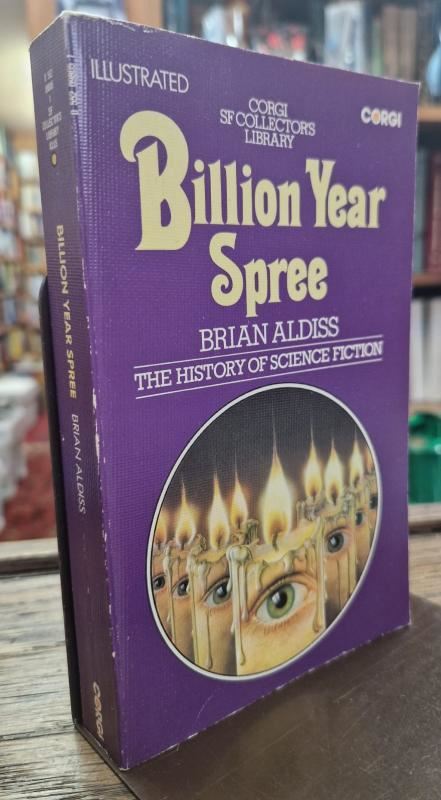 ILLUSTRATED
CORGI
SF COLLECTOR'S
LIBRARY
CORGI
Billion Year
Spree
BRIAN ALDISS
THE HISTORY OF SCIENCE FICTION
BILLION YEAR SPREE BRIAN ALDISS
CORGI